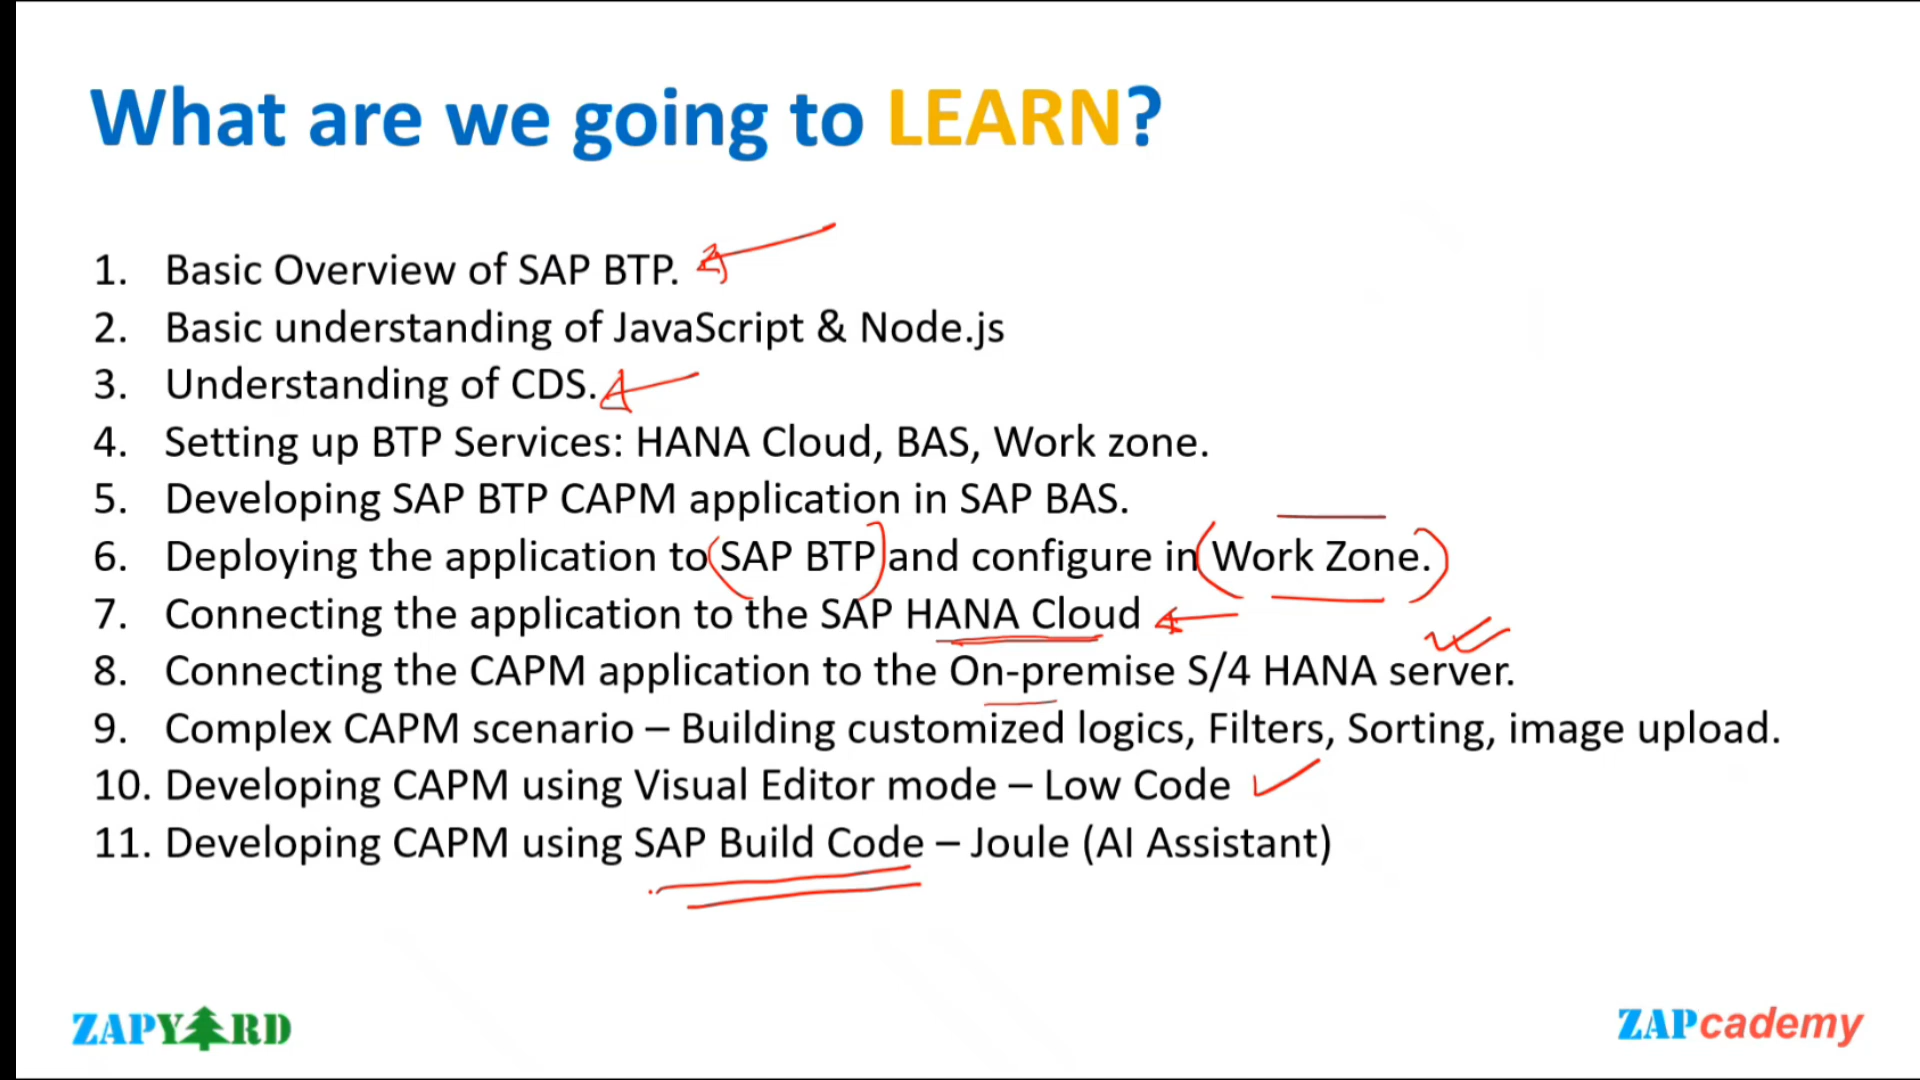 What are we going to LEARN?
1. Basic Overview of SAP BTP.
2. Basic understanding of JavaScript & Node.js
3. Understanding of CDS.
4. Setting up BTP Services: HANA Cloud, BAS, Work zone.
5. Developing SAP BTP CAPM application in SAP BAS.
6. Deploying the application to SAP BTP and configure in Work Zone.
7. Connecting the application to the SAP HANA Cloud
8. Connecting the CAPM application to the On-premise S/4 HANA server.
9. Complex CAPM scenario – Building customized logics, Filters, Sorting, image upload.
10. Developing CAPM using Visual Editor mode – Low Code
11. Developing CAPM using SAP Build Code – Joule (AI Assistant)
ZAPYARD
ZAPcademy